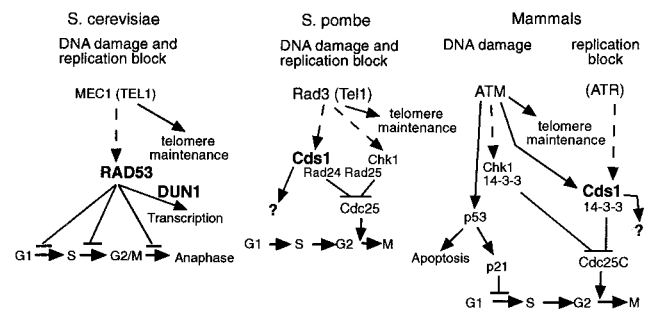 S. cerevisiae
DNA damage and
replication block
MEC1 (TEL1)
telomere
maintenance
RAD53
DUN1
Transcription
G1 S G2/M Anaphase
S. pombe
DNA damage and
replication block
Rad3 (Tel1)
telomere
maintenance
Cds1 Chk1
Rad24 Rad25
?
Cdc25
G1 S G2 M
Mammals
DNA damage
replication
block
ATM (ATR)
telomere
maintenance
Chk1
14-3-3
Cds1
14-3-3
?
p53
Apoptosis
p21
Cdc25C
G1 S G2 M